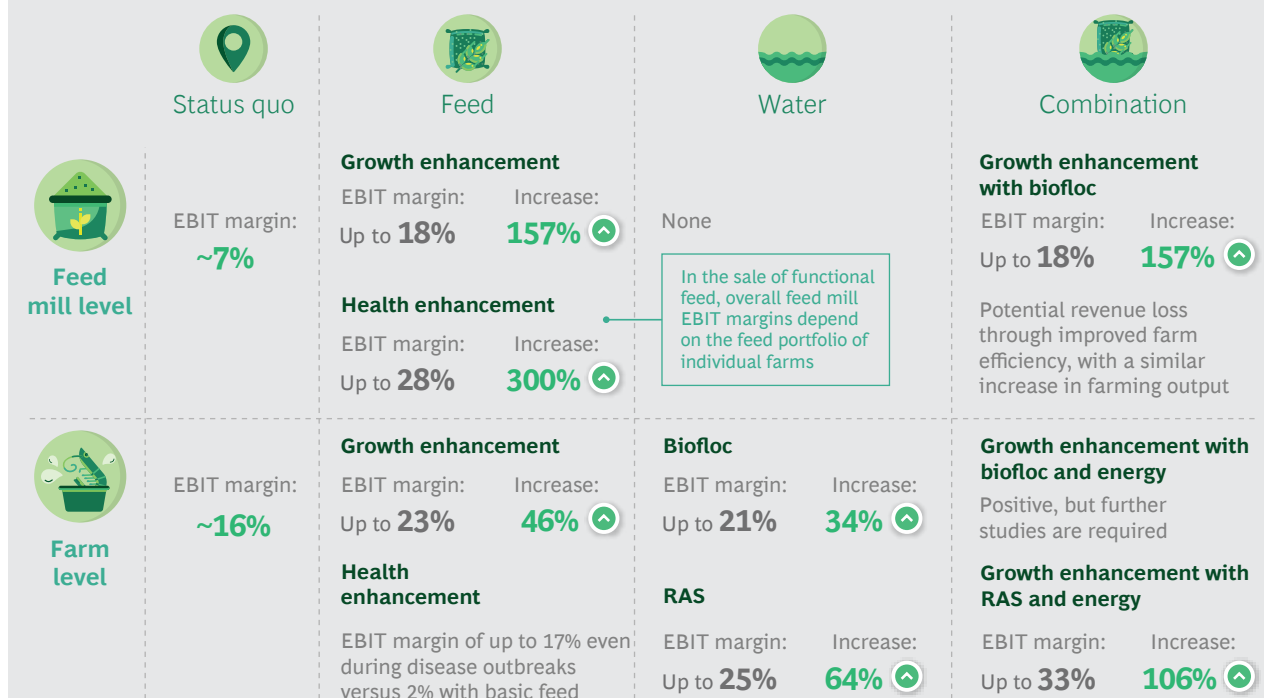 Status quo
Feed
Water
Combination
Feed
mill level
EBIT margin:
~7%
Growth enhancement
EBIT margin: Increase:
Up to 18% 157%
Health enhancement
EBIT margin: Increase:
Up to 28% 300%
None
In the sale of functional
feed, overall feed mill
EBIT margins depend
on the feed portfolio of
individual farms
Growth enhancement
with biofloc
EBIT margin: Increase:
Up to 18% 157%
Potential revenue loss
through improved farm
efficiency, with a similar
increase in farming output
Farm
level
EBIT margin:
~16%
Growth enhancement
EBIT margin: Increase:
Up to 23% 46%
Health
enhancement
EBIT margin of up to 17% even
during disease outbreaks
versus 2% with basic feed
Biofloc
EBIT margin: Increase:
Up to 21% 34%
RAS
EBIT margin: Increase:
Up to 25% 64%
Growth enhancement with
biofloc and energy
Positive, but further
studies are required
Growth enhancement with
RAS and energy
EBIT margin: Increase:
Up to 33% 106%